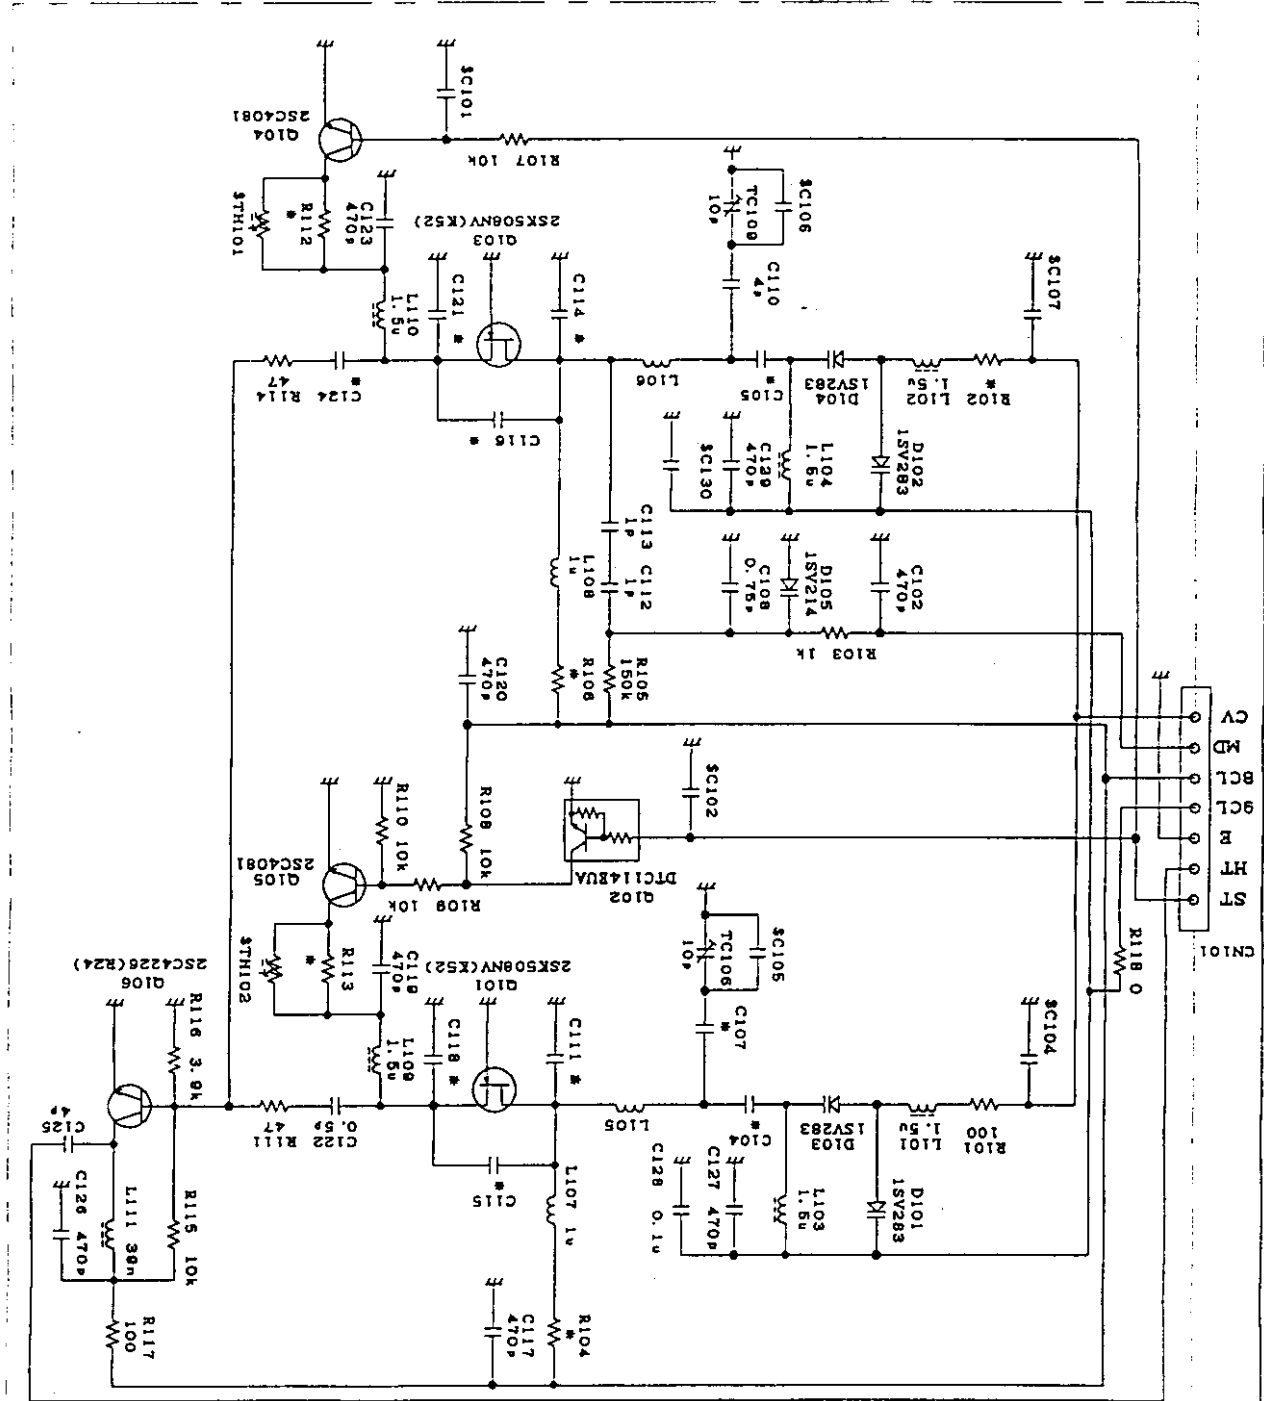 $C101
2SC4081
Q104
R107 10k
$TH101
R112
*
C123
470p
2SK508NV(K52)
Q103
TC109
10p
$C106
C110
4p
$C107
L110
1.5u
C121
*
C114
*
47
R114
*
C124
L106
*
C105
1SV283
D104
1.5u
L102
*
R102
*
C116
$C130
C129
470p
L104
1.5u
D102
1SV283
C113
1p
C112
1p
L108
1u
C108
0.75p
D105
1SV214
C102
470p
R103 1k
C120
470p
R106
*
R105
150k
CV
MD
8CL
9CL
E
HT
ST
CN101
R118 0
$C102
R110 10k
R108 10k
2SC4081
Q105
R109 10k
DTC114EUA
Q102
$TH102
R113
*
C119
470p
2SK508NV(K52)
Q101
TC106
10p
$C105
2SC4226(R24)
Q106
R116 3.9k
L109
1.5u
C118
*
C111
*
C107
*
$C104
C125
4p
47
R111
0.5p
C122
L105
*
C104
1SV283
D103
1.5u
L101
100
R101
*
C115
C126 470p
L111 39n
R115 10k
L107 1u
C128 0.1u
C127 470p
L103
1.5u
D101
1SV283
R117
100
C117
470p
R104
*